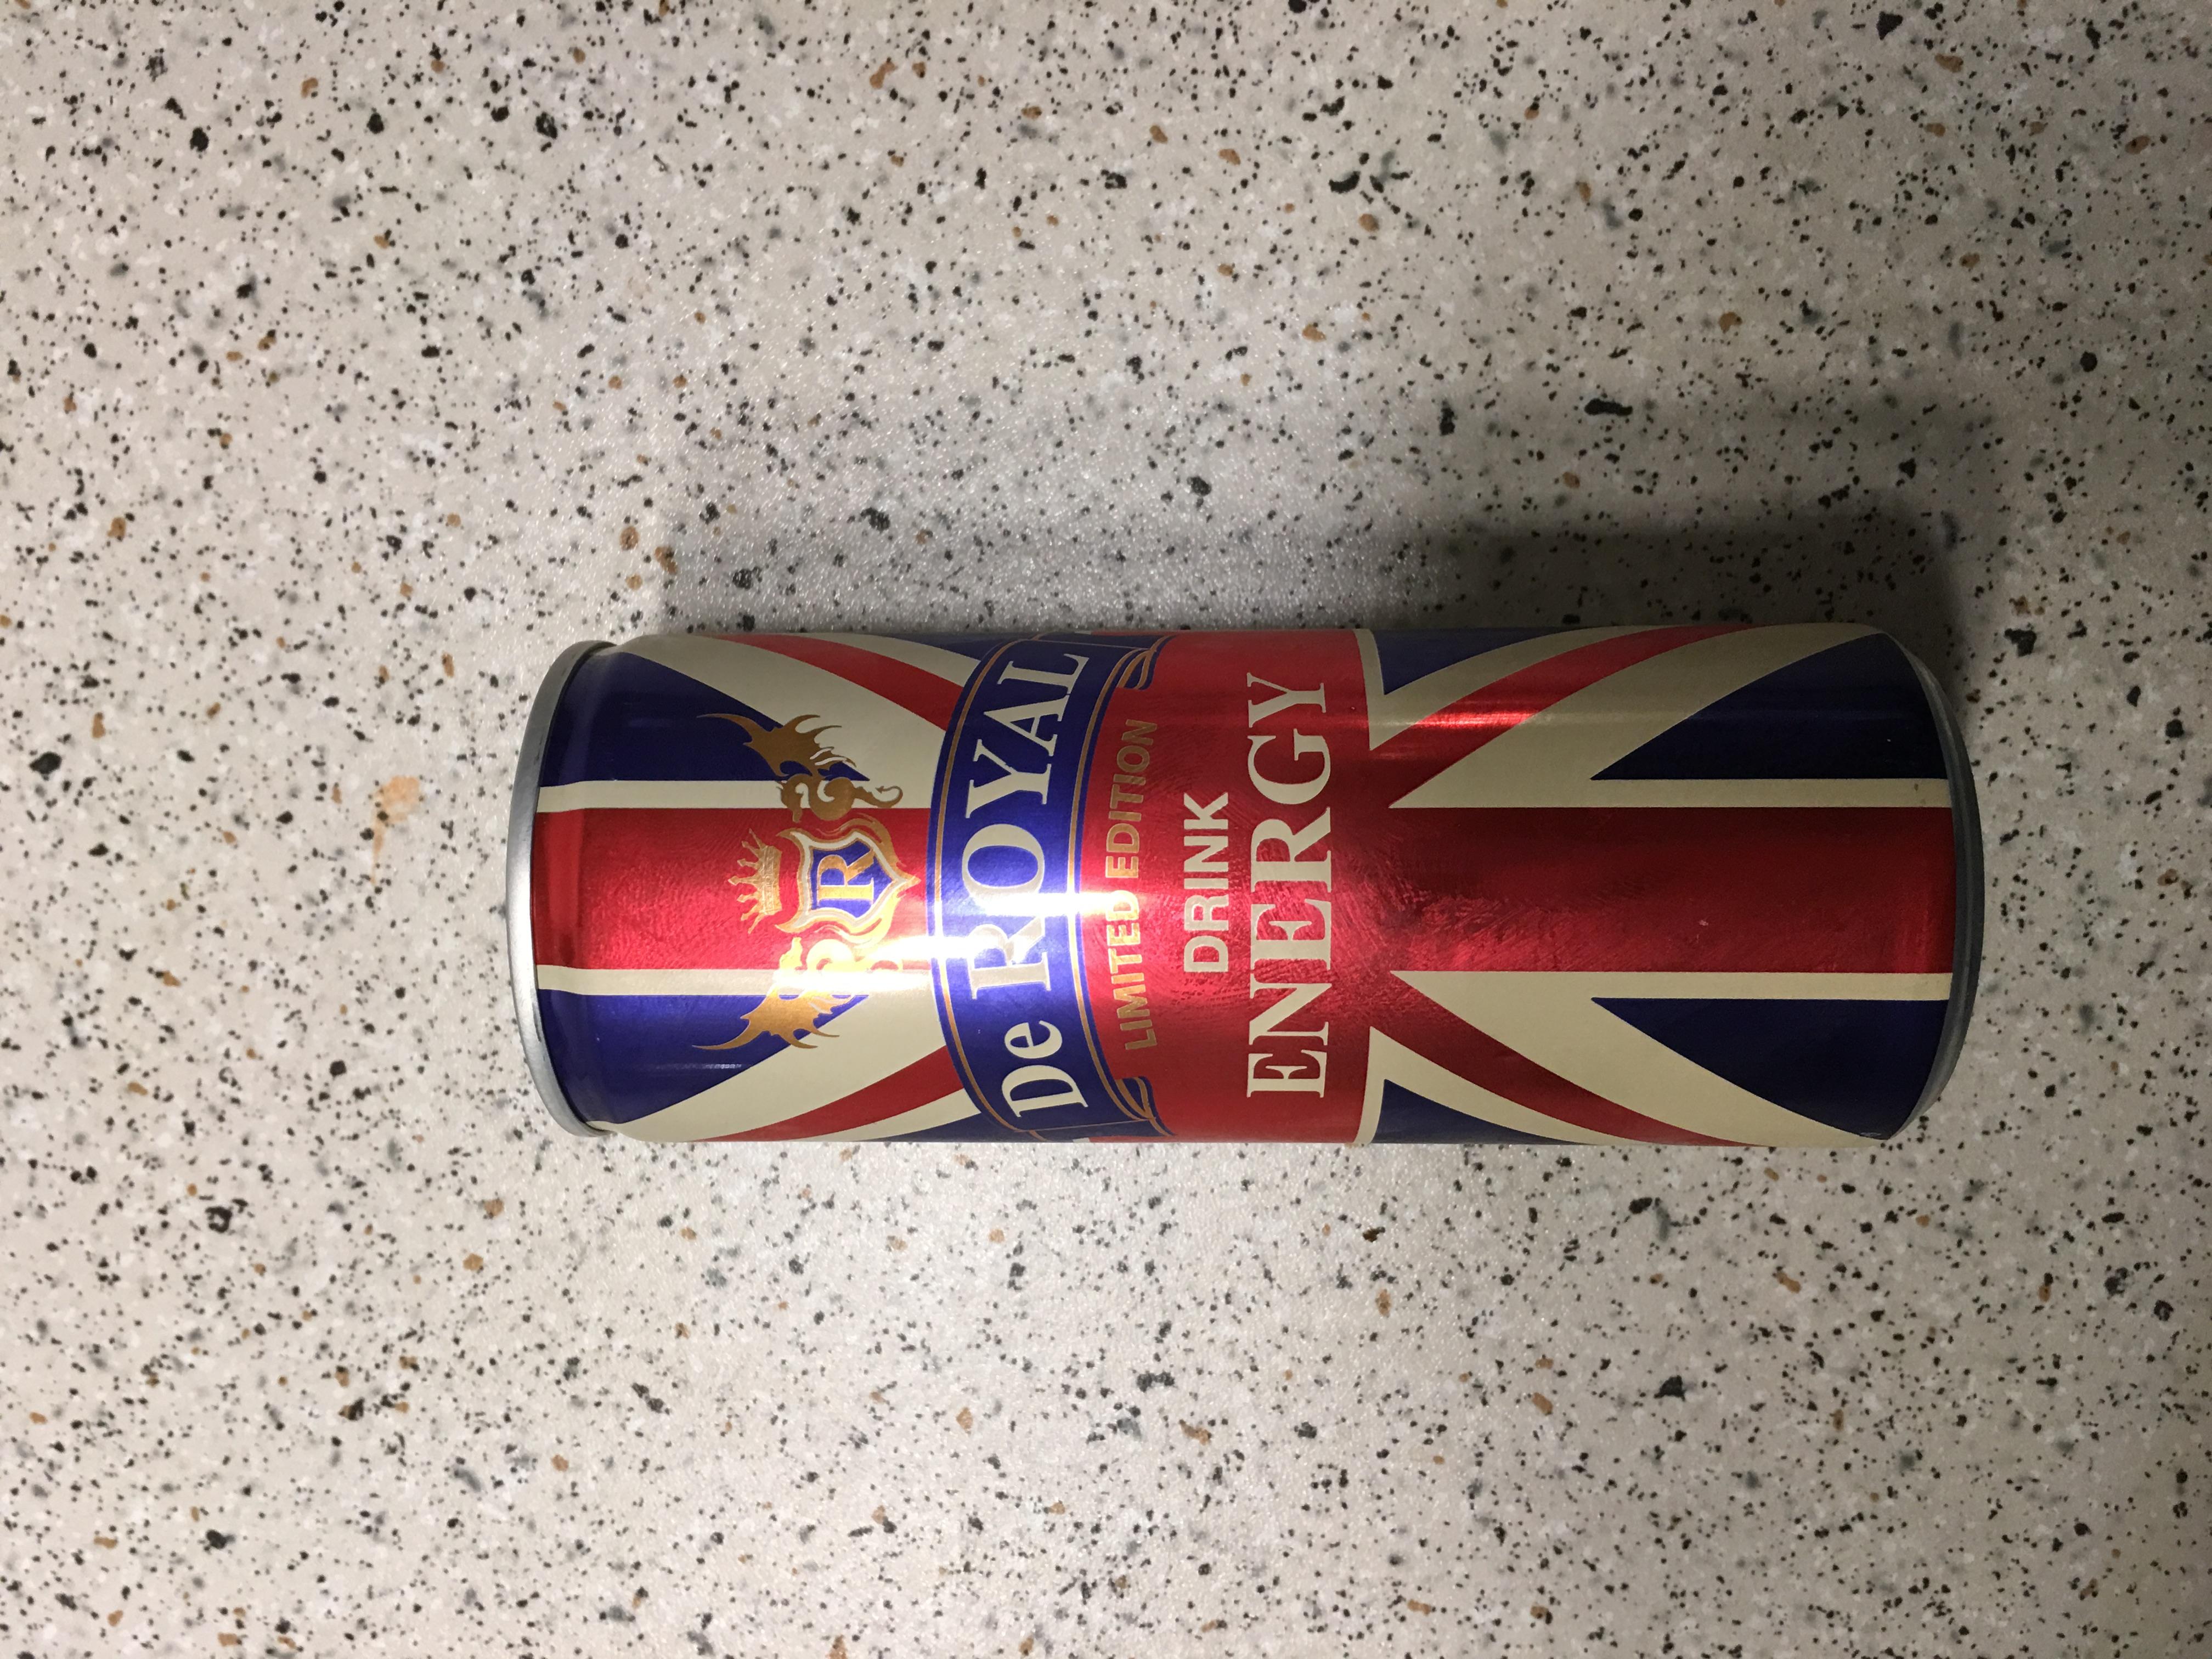 R
De ROYAL
LIMITED EDITION
DRINK
ENERGY